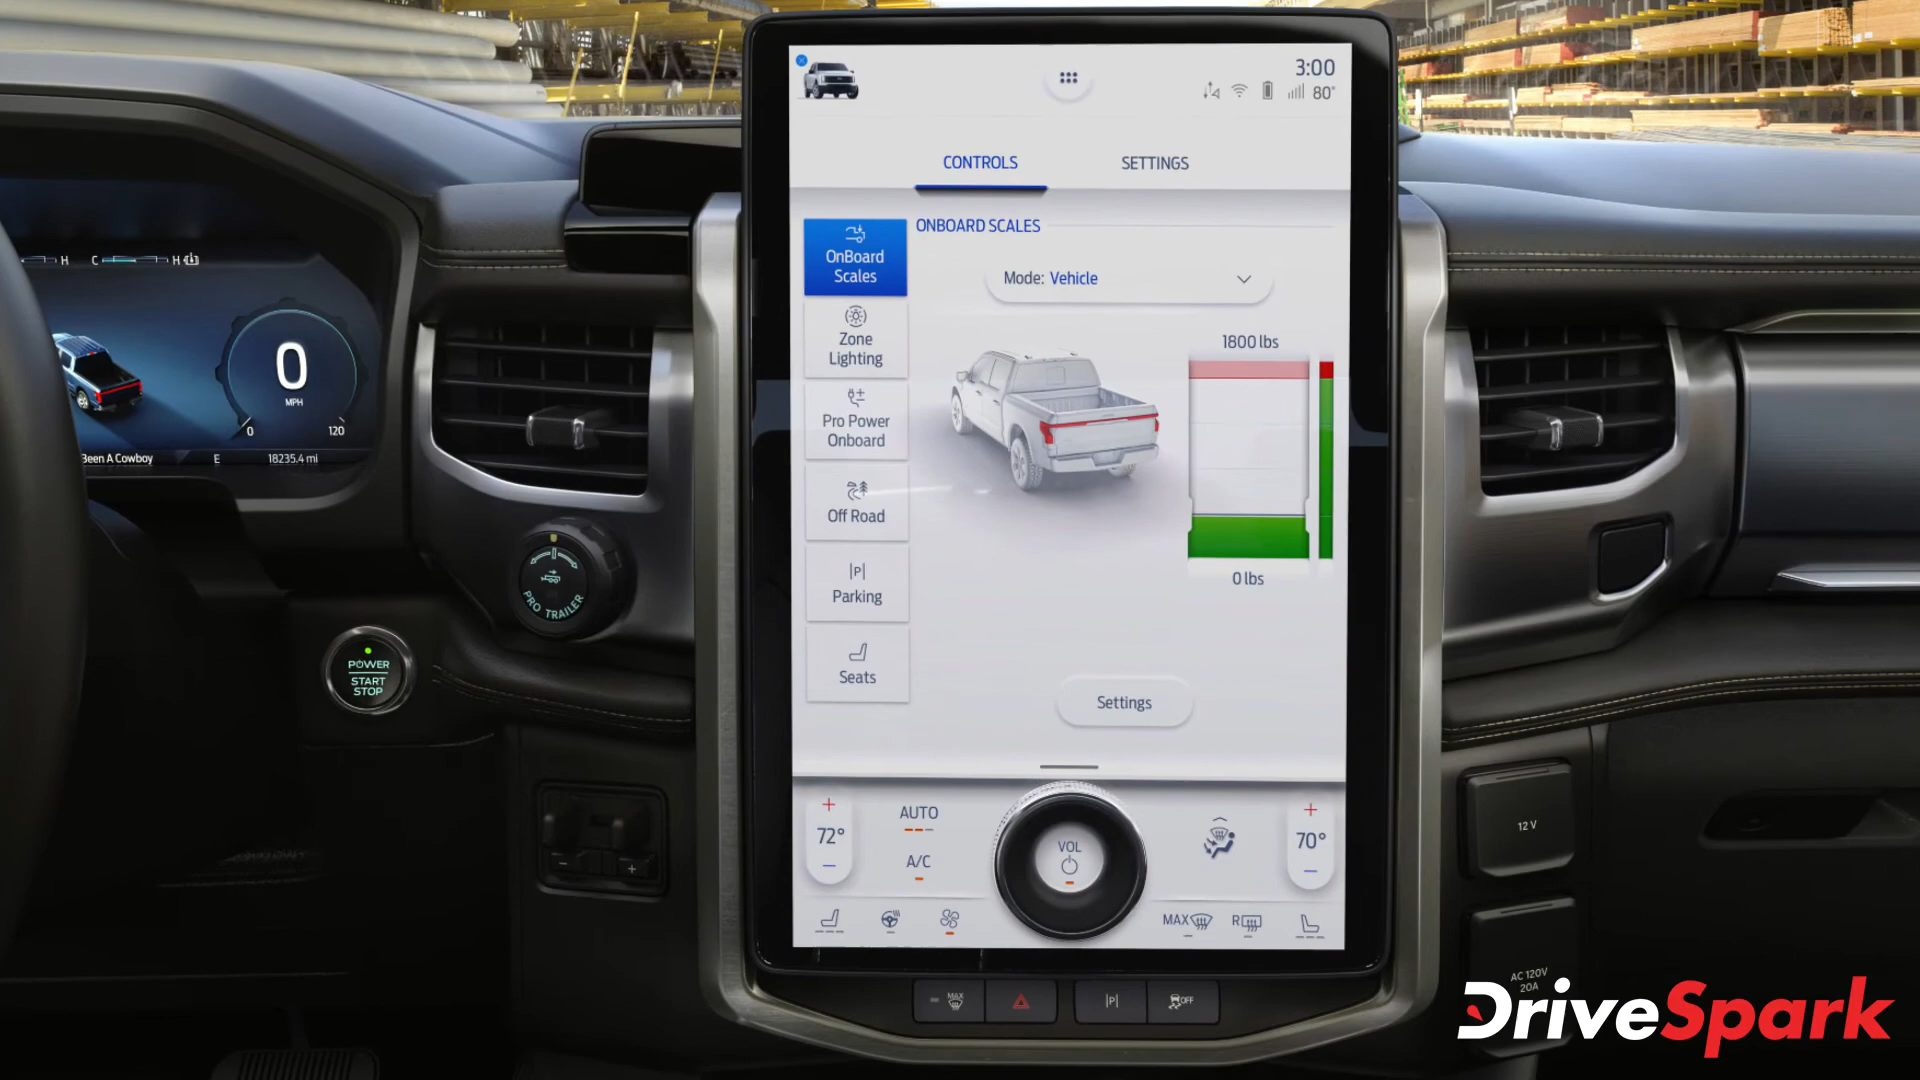 H C H
0
MPH
0 120
Been A Cowboy E 18235.4 mi
PRO TRAILER
POWER
START
STOP
3:00
80°
CONTROLS SETTINGS
OnBoard
Scales
Zone
Lighting
Pro Power
Onboard
Off Road
|P|
Parking
Seats
ONBOARD SCALES
Mode: Vehicle
1800 lbs
0 lbs
Settings
+
72°
−
AUTO
A/C
VOL
+
70°
−
MAX R
MAX
|P|
OFF
− +
12 V
AC 120V
20A
DriveSpark